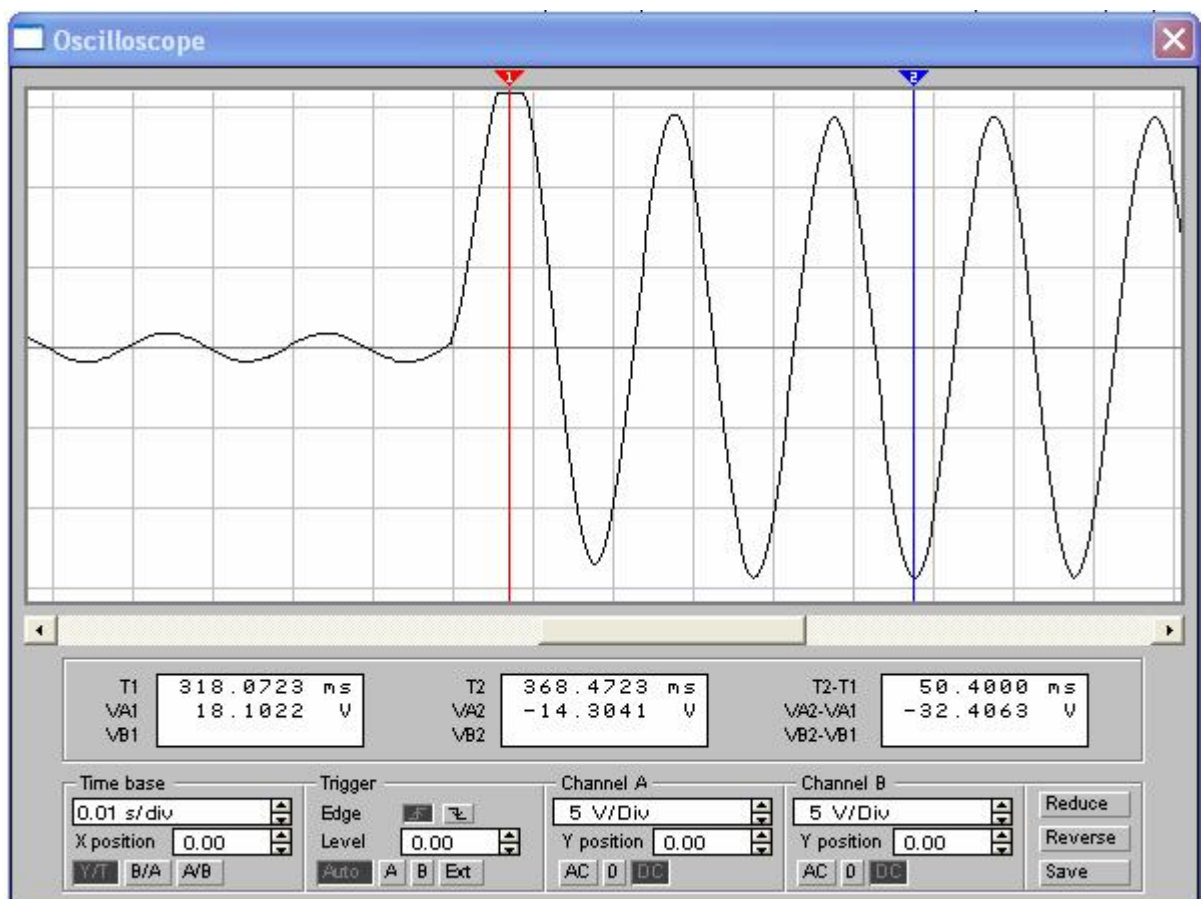 Oscilloscope
1 2
T1 318.0723 ms T2 368.4723 ms T2-T1 50.4000 ms
VA1 18.1022 V VA2 -14.3041 V VA2-VA1 -32.4063 V
VB1 VB2 VB2-VB1
Time base Trigger Channel A Channel B
0.01 s/div Edge 5 V/Div 5 V/Div Reduce
X position 0.00 Level 0.00 Y position 0.00 Y position 0.00 Reverse
Y/T B/A A/B Auto A B Ext AC 0 DC AC 0 DC Save